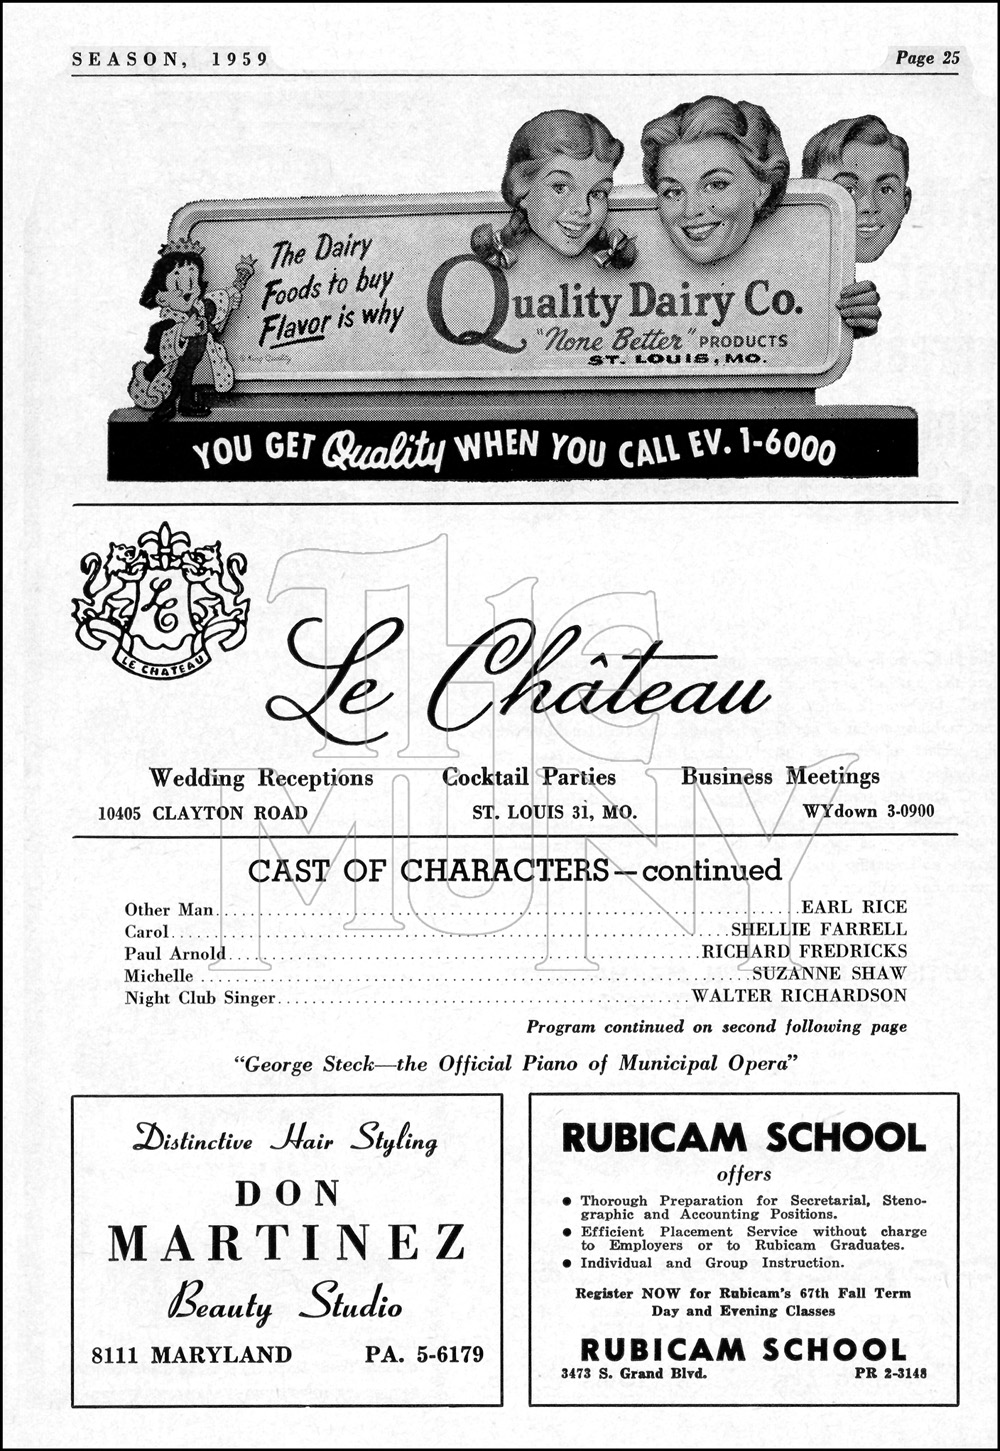 SEASON, 1959
Page 25
The Dairy
Foods to buy
Flavor is why
© King Quality
Quality Dairy Co.
"None Better" PRODUCTS
ST. LOUIS, MO.
YOU GET Quality WHEN YOU CALL EV. 1-6000
LE
LE CHATEAU
Le Château
THE
MUNY
Wedding Receptions Cocktail Parties Business Meetings
10405 CLAYTON ROAD ST. LOUIS 31, MO. WYdown 3-0900
CAST OF CHARACTERS—continued
Other Man EARL RICE
Carol SHELLIE FARRELL
Paul Arnold RICHARD FREDRICKS
Michelle SUZANNE SHAW
Night Club Singer WALTER RICHARDSON
Program continued on second following page
"George Steck—the Official Piano of Municipal Opera"
Distinctive Hair Styling
DON
MARTINEZ
Beauty Studio
8111 MARYLAND PA. 5-6179
RUBICAM SCHOOL
offers
• Thorough Preparation for Secretarial, Steno-
graphic and Accounting Positions.
• Efficient Placement Service without charge
to Employers or to Rubicam Graduates.
• Individual and Group Instruction.
Register NOW for Rubicam's 67th Fall Term
Day and Evening Classes
RUBICAM SCHOOL
3473 S. Grand Blvd. PR 2-3148